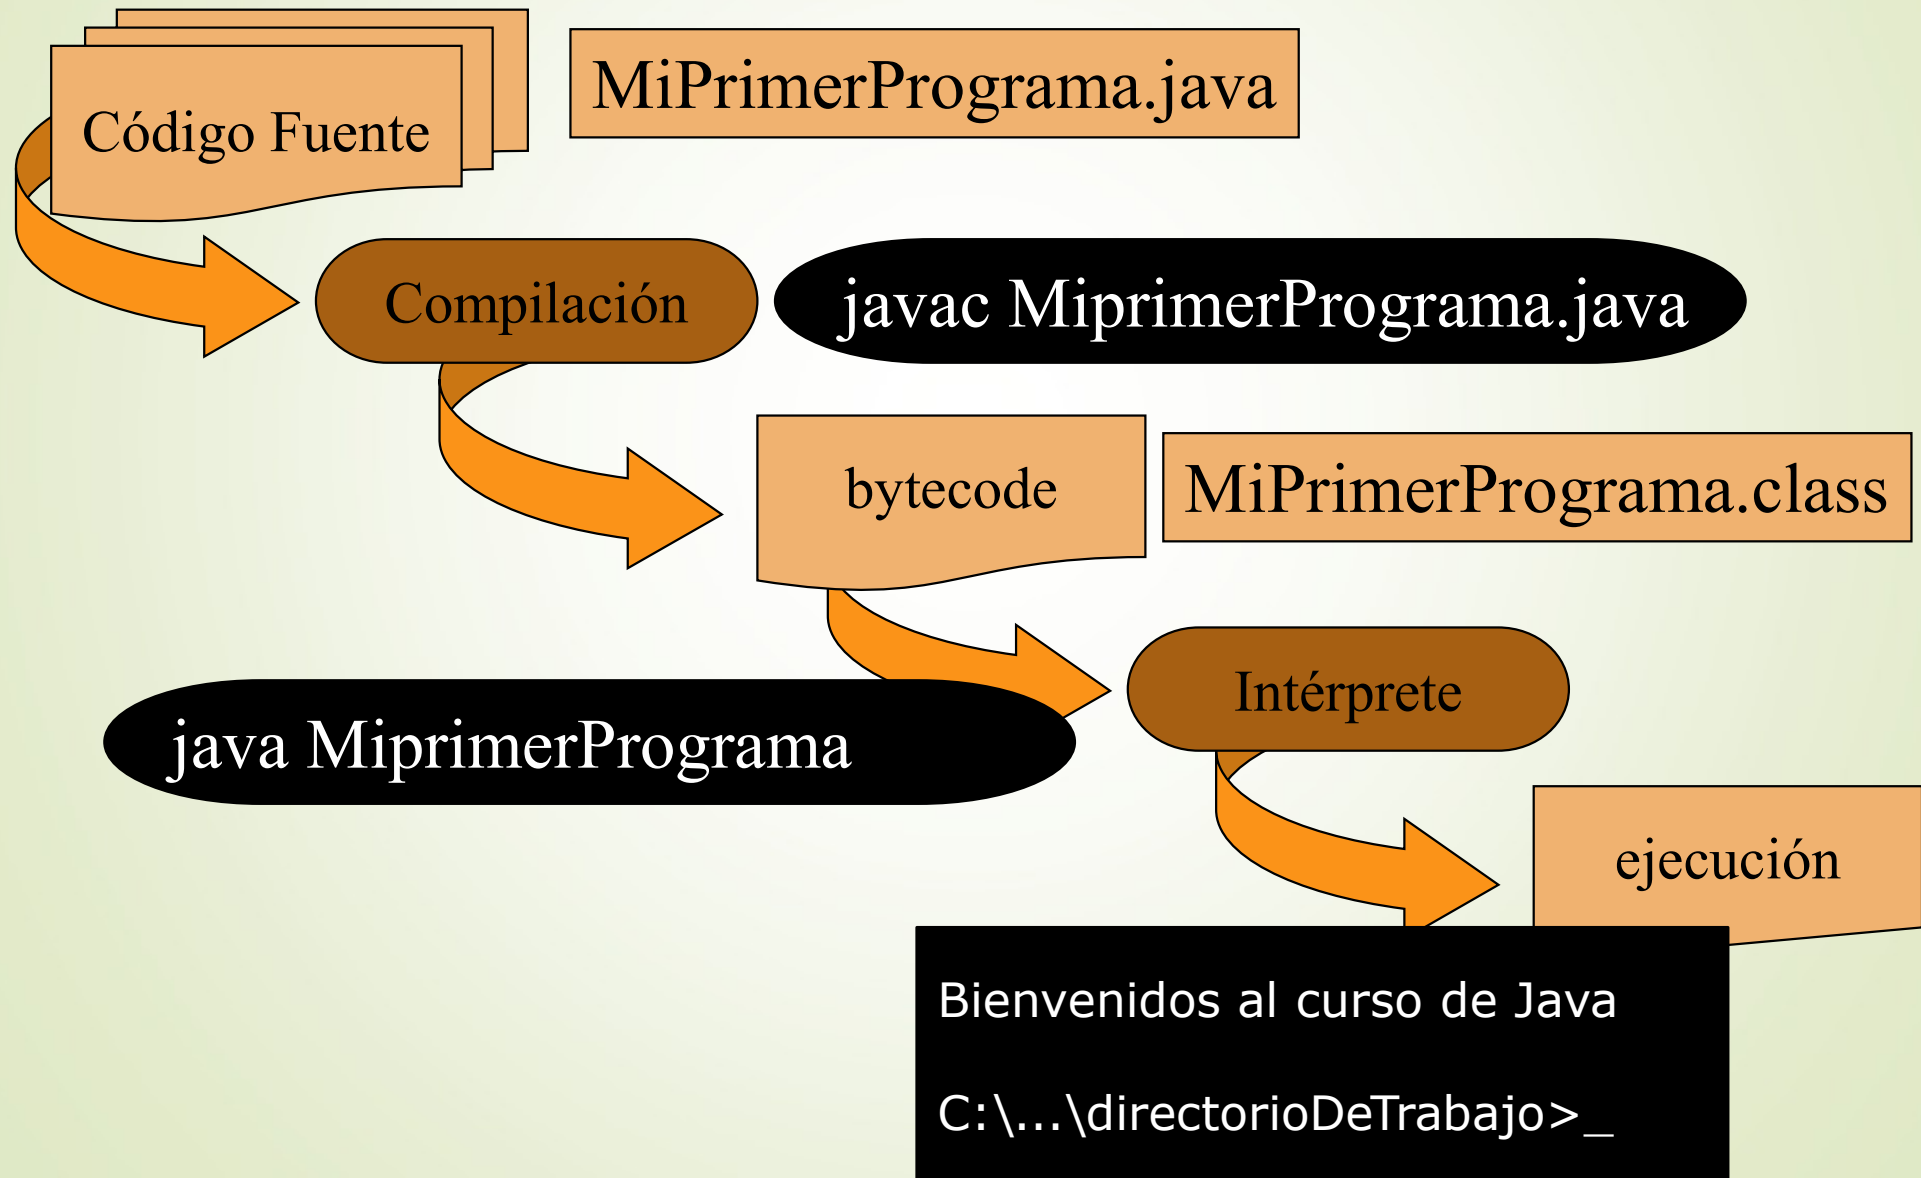 Código Fuente
MiPrimerPrograma.java
Compilación
javac MiprimerPrograma.java
bytecode
MiPrimerPrograma.class
Intérprete
java MiprimerPrograma
ejecución
Bienvenidos al curso de Java
C:\...\directorioDeTrabajo>_